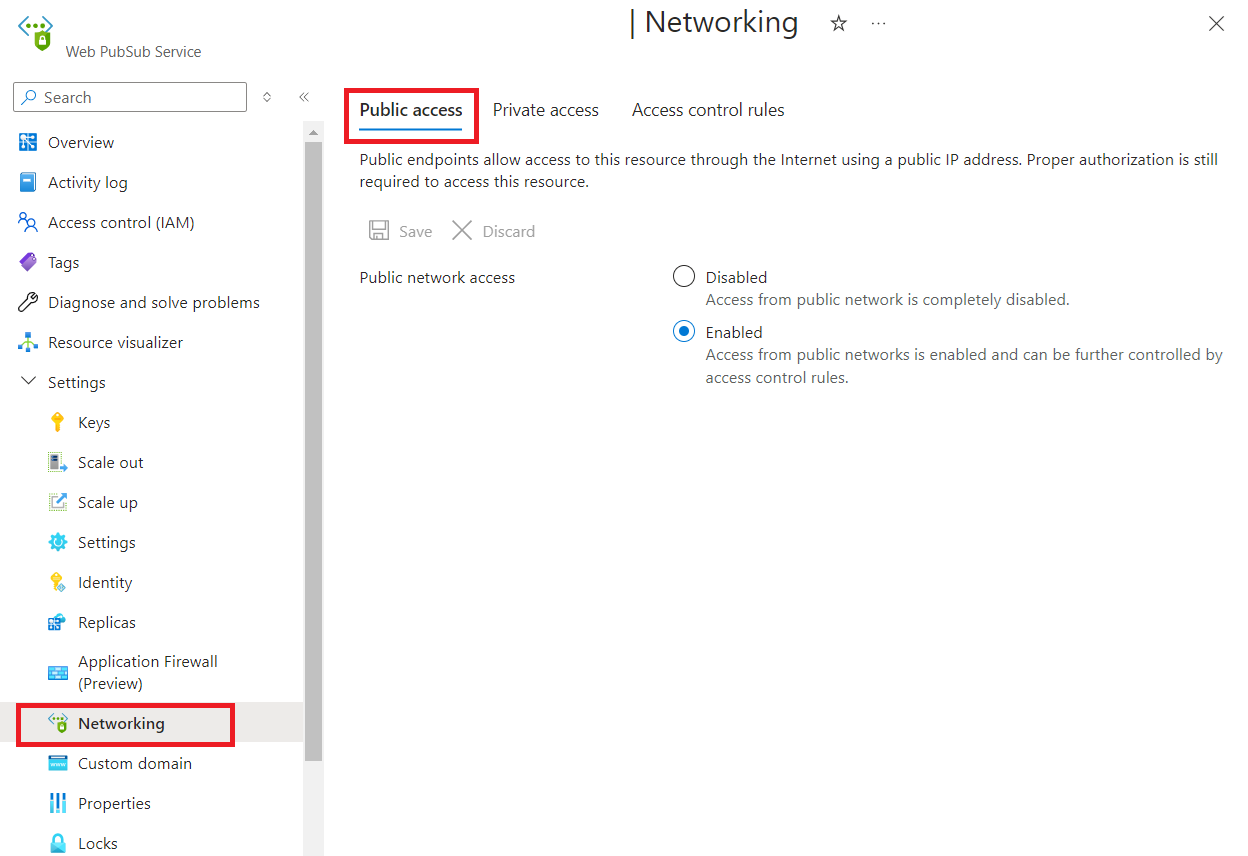 | Networking
Web PubSub Service
Search
Overview
Activity log
Access control (IAM)
Tags
Diagnose and solve problems
Resource visualizer
Settings
Keys
Scale out
Scale up
Settings
Identity
Replicas
Application Firewall
(Preview)
Networking
Custom domain
Properties
Locks
Public access
Private access
Access control rules
Public endpoints allow access to this resource through the Internet using a public IP address. Proper authorization is still
required to access this resource.
Save
Discard
Public network access
Disabled
Access from public network is completely disabled.
Enabled
Access from public networks is enabled and can be further controlled by
access control rules.